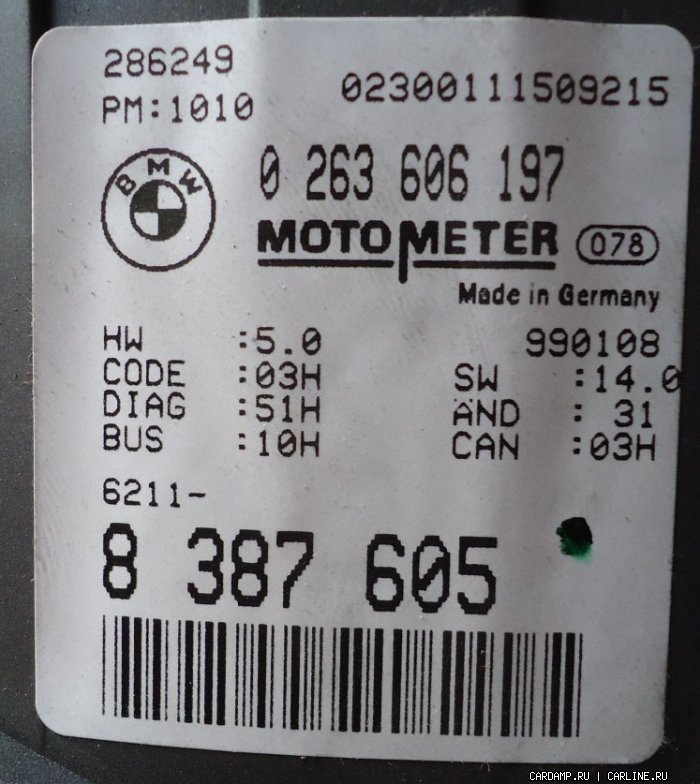 286249
02300111509215
PM:1010
BMW
0 263 606 197
MOTOMETER 078
Made in Germany
HW :5.0 990108
CODE :03H SW :14.0
DIAG :51H AND : 31
BUS :10H CAN :03H
6211-
8 387 605
CARDAMP.RU | CARLINE.RU